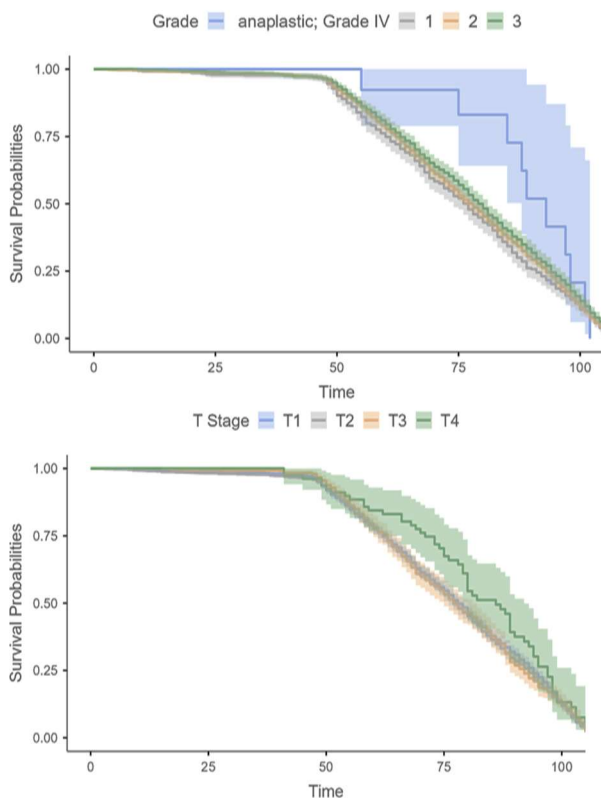 Grade anaplastic; Grade IV 1 2 3
1.00
0.75
0.50
0.25
0.00
Survival Probabilities
0 25 50 75 100
Time
T Stage T1 T2 T3 T4
1.00
0.75
0.50
0.25
0.00
Survival Probabilities
0 25 50 75 100
Time